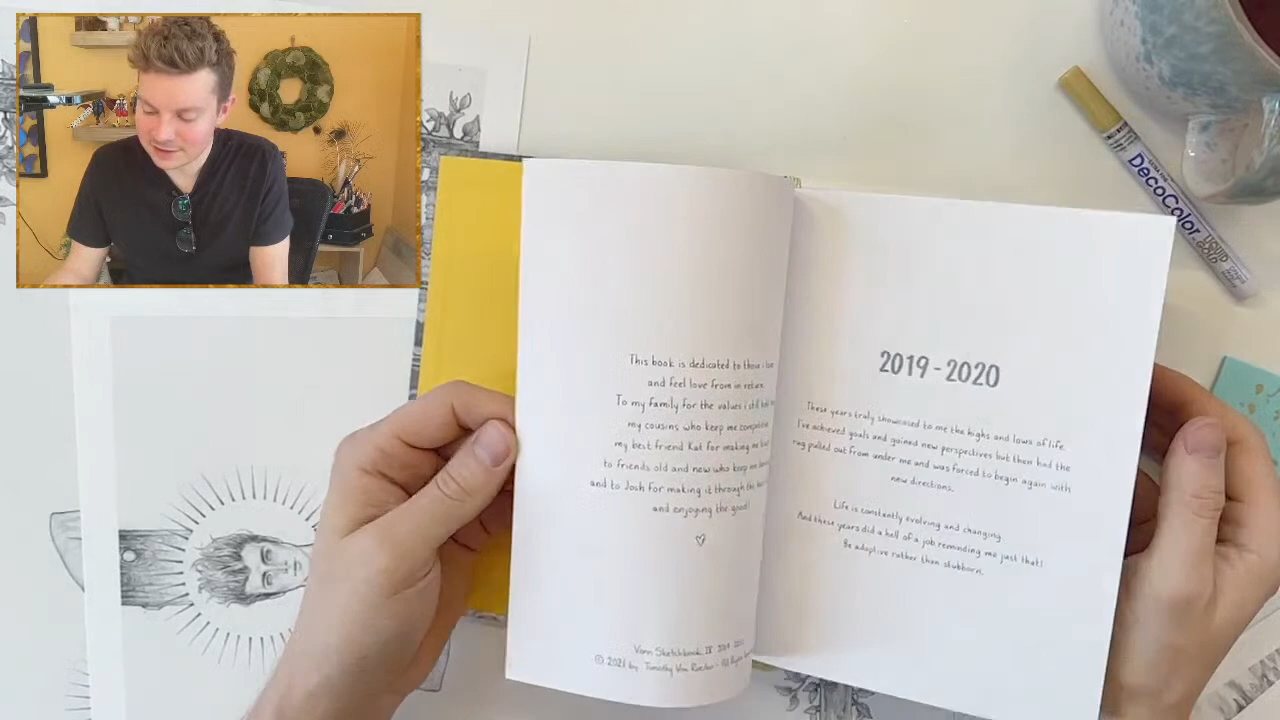 This book is dedicated to those i love
and feel love from in return.
To my family for the values i still hold
my cousins who keep me
my best friend Kat for making me
to friends old and new who keep me
and to Josh for making it through the
and enjoying the good!
Vann Sketchbook
© 2021 by Timothy Von
2019-2020
These years truly showcased to me the highs and lows of life.
I've achieved goals and gained new perspectives but then had the
rug pulled out from under me and was forced to begin again with
new directions.
Life is constantly evolving and changing.
And these years did a hell of a job reminding me just that!
Be adaptive rather than stubborn.
DecoColor
LIQUID
GOLD